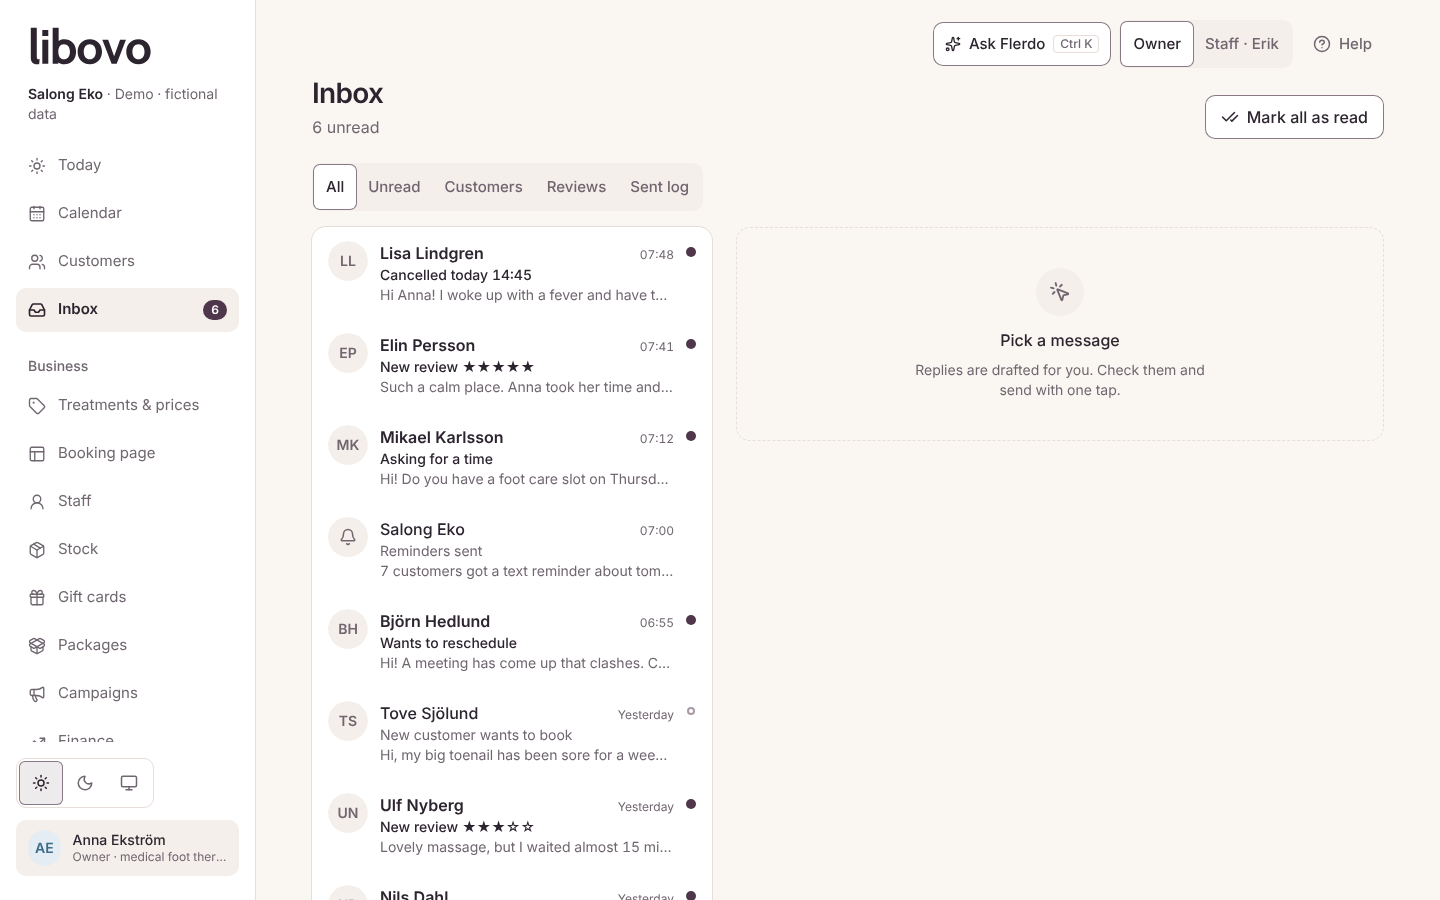 libovo
Salong Eko · Demo · fictional
data
Today
Calendar
Customers
Inbox 6
Business
Treatments & prices
Booking page
Staff
Stock
Gift cards
Packages
Campaigns
Finance
AE Anna Ekström
Owner · medical foot ther...
Ask Flerdo Ctrl K
Owner Staff · Erik
Help
Inbox
6 unread
Mark all as read
All Unread Customers Reviews Sent log
LL Lisa Lindgren 07:48
Cancelled today 14:45
Hi Anna! I woke up with a fever and have t...
EP Elin Persson 07:41
New review ★★★★★
Such a calm place. Anna took her time and...
MK Mikael Karlsson 07:12
Asking for a time
Hi! Do you have a foot care slot on Thursd...
Salong Eko 07:00
Reminders sent
7 customers got a text reminder about tom...
BH Björn Hedlund 06:55
Wants to reschedule
Hi! A meeting has come up that clashes. C...
TS Tove Sjölund Yesterday
New customer wants to book
Hi, my big toenail has been sore for a wee...
UN Ulf Nyberg Yesterday
New review ★★★☆☆
Lovely massage, but I waited almost 15 mi...
Nils Dahl Yesterday
Pick a message
Replies are drafted for you. Check them and
send with one tap.